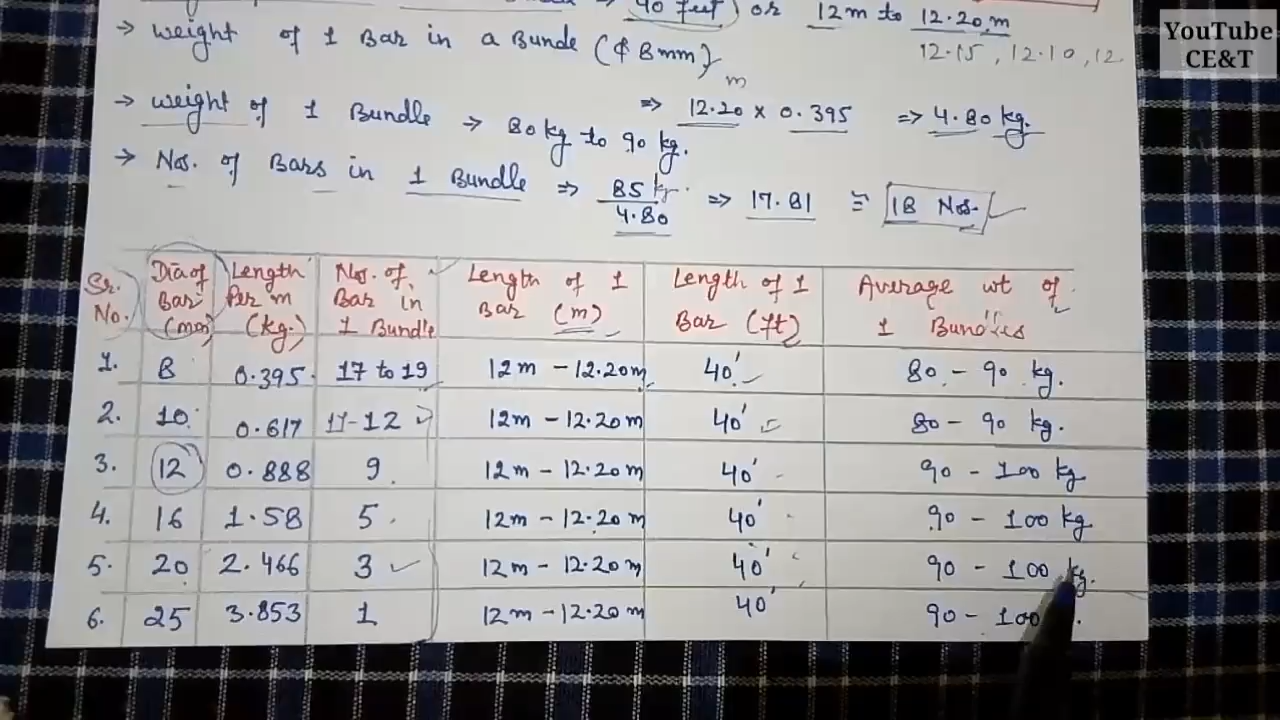 40 feet) or 12m to 12.20m
→ Weight of 1 Bar in a Bunde (ϕ 8mm)
12.15, 12.10, 12
m
⇒ 12.20 x 0.395 ⇒ 4.80 kg.
→ Weight of 1 Bundle → 80 kg to 90 kg.
→ Nos. of Bars in 1 Bundle ⇒ 85 kg. / 4.80 ⇒ 17.81 ≅ 18 Nos.
Sr. No. Dia of Bar (mm) Length Per m (kg.) Nos. of Bar in 1 Bundle Length of 1 Bar (m) Length of 1 Bar (ft) Average wt of 1 Bundles
1. 8 0.395 17 to 19 12m - 12.20m 40' 80 - 90 kg.
2. 10 0.617 11-12 12m - 12.20m 40' 80 - 90 kg.
3. 12 0.888 9 12m - 12.20m 40' 90 - 100 kg
4. 16 1.58 5 12m - 12.20m 40' 90 - 100 kg
5. 20 2.466 3 12m - 12.20m 40' 90 - 100 kg.
6. 25 3.853 1 12m - 12.20m 40' 90 - 100
YouTube
CE&T